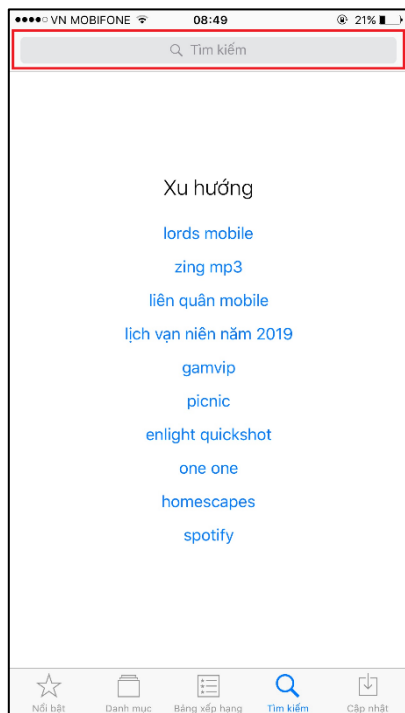 VN MOBIFONE 08:49 21%
Tìm kiếm
Xu hướng
lords mobile
zing mp3
liên quân mobile
lịch vạn niên năm 2019
gamvip
picnic
enlight quickshot
one one
homescapes
spotify
Nổi bật Danh mục Bảng xếp hạng Tìm kiếm Cập nhật